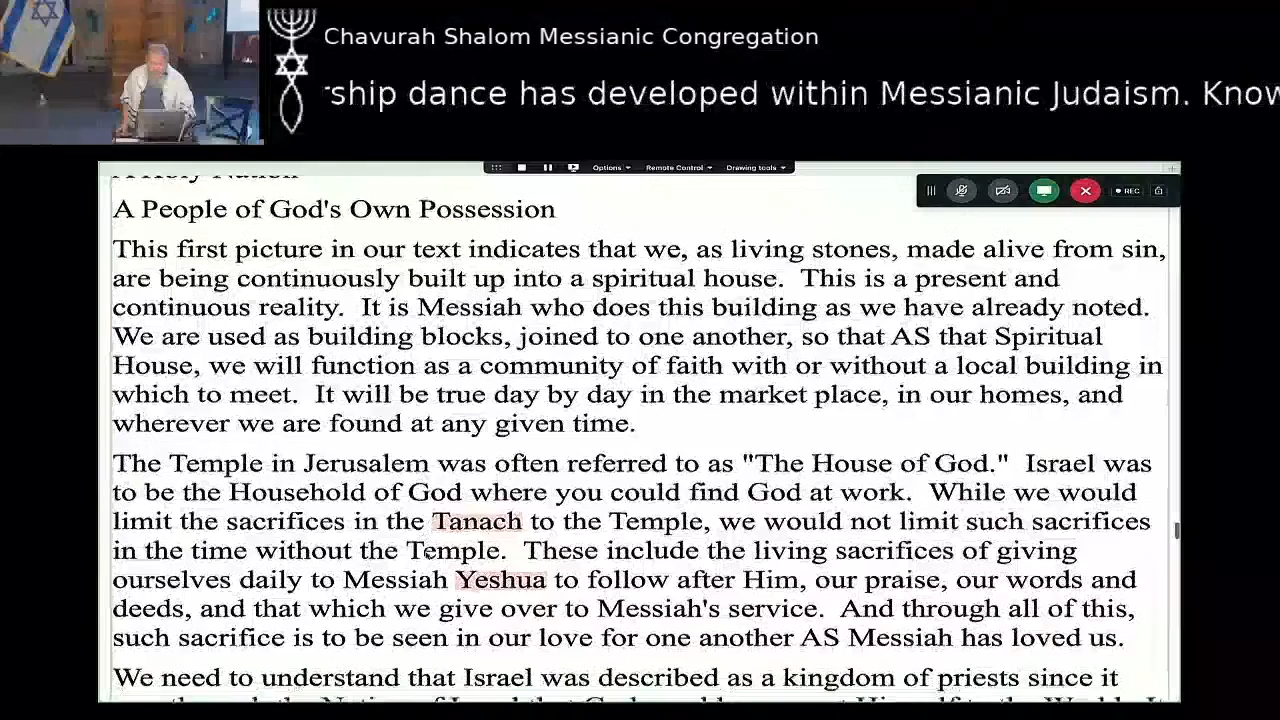 Chavurah Shalom Messianic Congregation
ship dance has developed within Messianic Judaism. Know
Options
Remote Control
Drawing tools
REC
A Holy Nation
A People of God's Own Possession
This first picture in our text indicates that we, as living stones, made alive from sin,
are being continuously built up into a spiritual house.  This is a present and
continuous reality.  It is Messiah who does this building as we have already noted.
We are used as building blocks, joined to one another, so that AS that Spiritual
House, we will function as a community of faith with or without a local building in
which to meet.  It will be true day by day in the market place, in our homes, and
wherever we are found at any given time.
The Temple in Jerusalem was often referred to as "The House of God."  Israel was
to be the Household of God where you could find God at work.  While we would
limit the sacrifices in the Tanach to the Temple, we would not limit such sacrifices
in the time without the Temple.  These include the living sacrifices of giving
ourselves daily to Messiah Yeshua to follow after Him, our praise, our words and
deeds, and that which we give over to Messiah's service.  And through all of this,
such sacrifice is to be seen in our love for one another AS Messiah has loved us.
We need to understand that Israel was described as a kingdom of priests since it